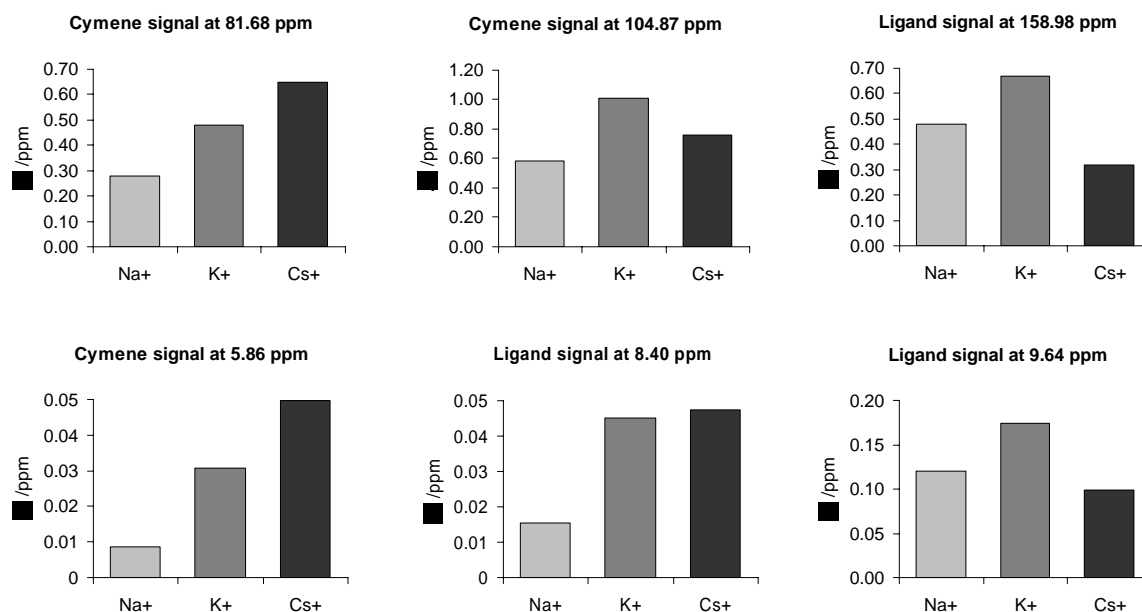 Cymene signal at 81.68 ppm
0.70
0.60
0.50
0.40
0.30
0.20
0.10
0.00
/ppm
Na+ K+ Cs+
Cymene signal at 104.87 ppm
1.20
1.00
0.80
0.60
0.40
0.20
0.00
/ppm
Na+ K+ Cs+
Ligand signal at 158.98 ppm
0.70
0.60
0.50
0.40
0.30
0.20
0.10
0.00
/ppm
Na+ K+ Cs+
Cymene signal at 5.86 ppm
0.05
0.04
0.03
0.02
0.01
0
/ppm
Na+ K+ Cs+
Ligand signal at 8.40 ppm
0.05
0.04
0.03
0.02
0.01
0
/ppm
Na+ K+ Cs+
Ligand signal at 9.64 ppm
0.20
0.15
0.10
0.05
0.00
/ppm
Na+ K+ Cs+